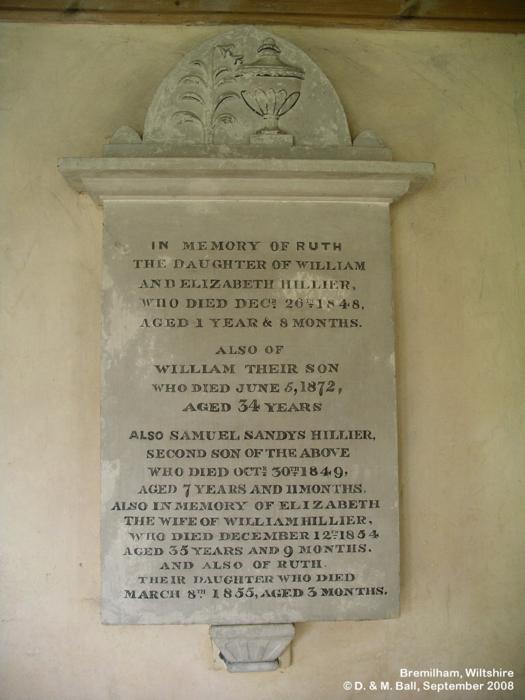 IN MEMORY OF RUTH
THE DAUGHTER OF WILLIAM
AND ELIZABETH HILLIER,
WHO DIED DECR. 26TH 1848,
AGED 1 YEAR & 8 MONTHS.
ALSO OF
WILLIAM THEIR SON
WHO DIED JUNE 5, 1872,
AGED 34 YEARS
ALSO SAMUEL SANDYS HILLIER,
SECOND SON OF THE ABOVE
WHO DIED OCTR. 30TH 1849,
AGED 7 YEARS AND 11 MONTHS.
ALSO IN MEMORY OF ELIZABETH
THE WIFE OF WILLIAM HILLIER,
WHO DIED DECEMBER 12TH 1854
AGED 35 YEARS AND 9 MONTHS.
AND ALSO OF RUTH
THEIR DAUGHTER WHO DIED
MARCH 8TH 1855, AGED 3 MONTHS.
Bremilham, Wiltshire
© D. & M. Ball, September 2008